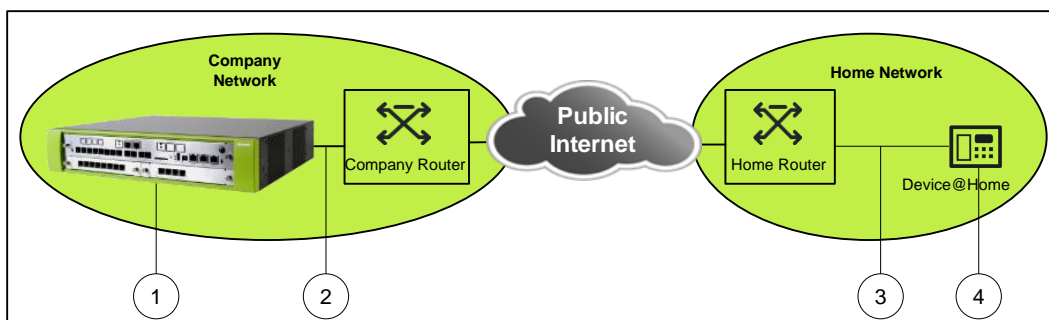 Company
Network
Company Router
Public
Internet
Home Network
Home Router
Device@Home
1
2
3
4